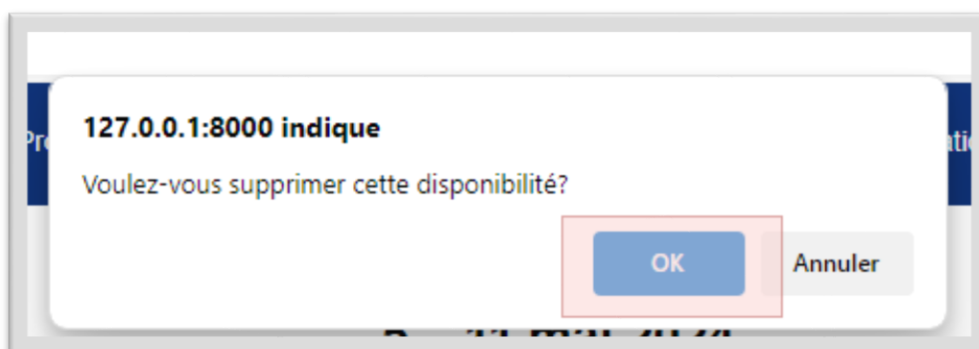 127.0.0.1:8000 indique
Voulez-vous supprimer cette disponibilité?
OK
Annuler